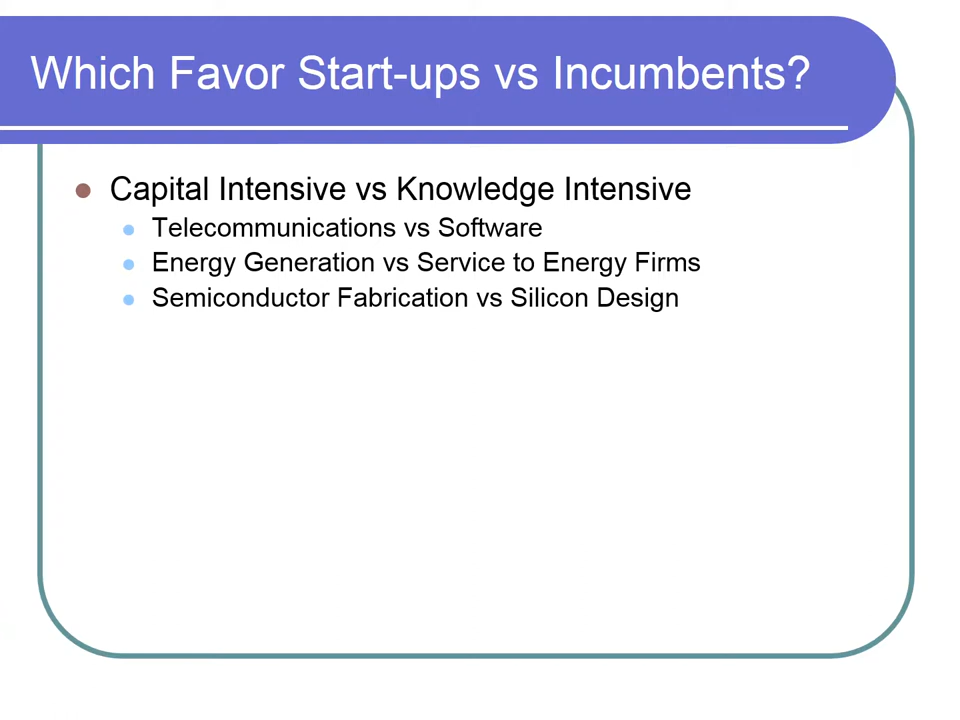 Which Favor Start-ups vs Incumbents?
Capital Intensive vs Knowledge Intensive
Telecommunications vs Software
Energy Generation vs Service to Energy Firms
Semiconductor Fabrication vs Silicon Design